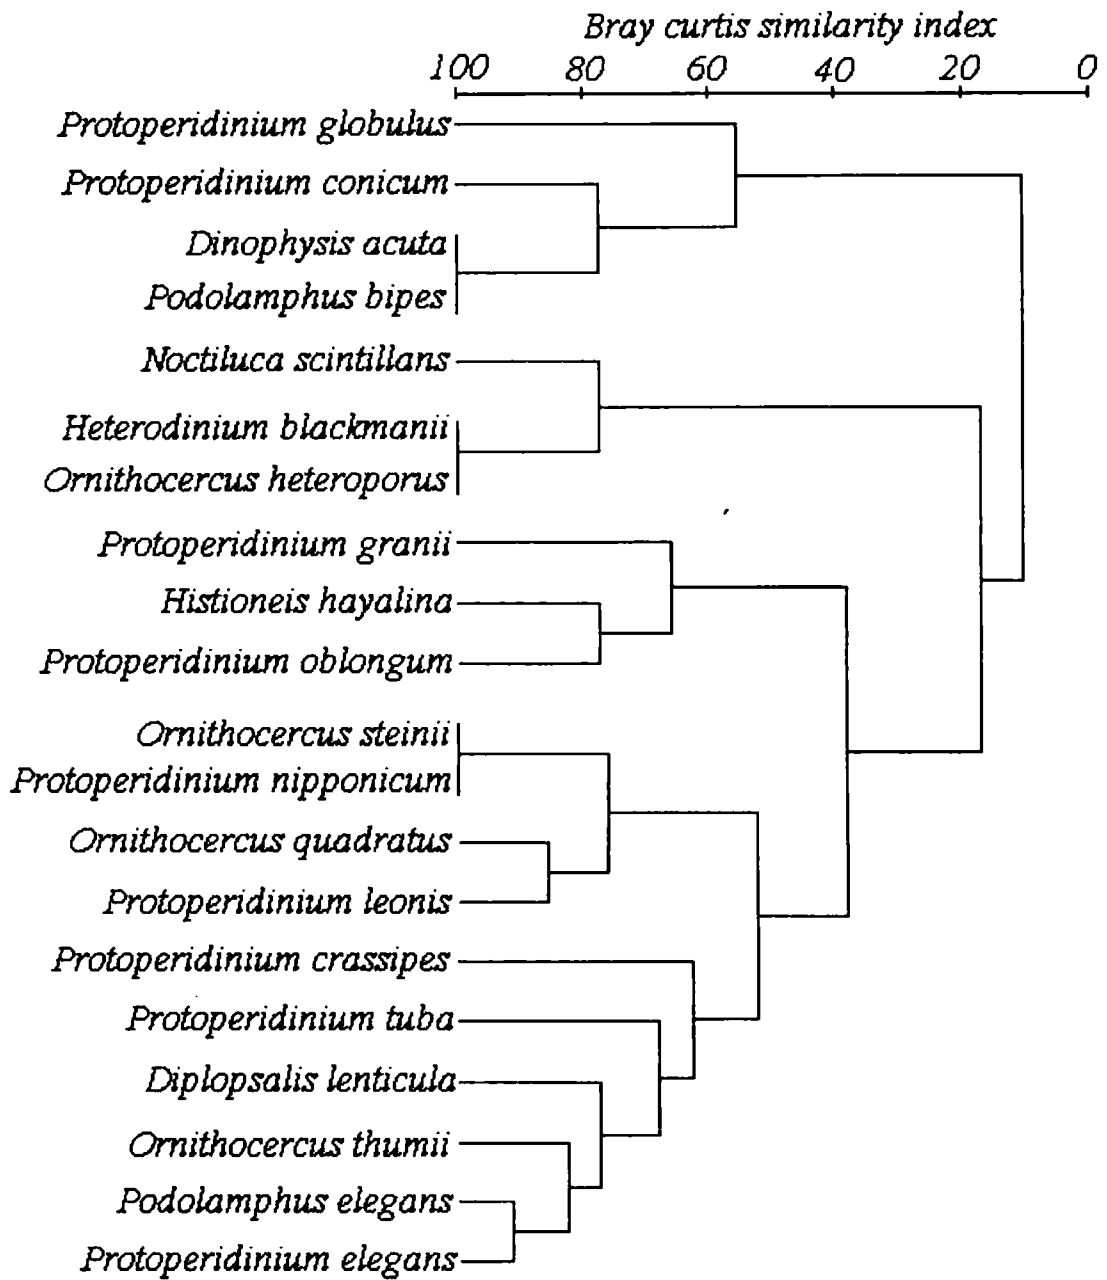 Bray curtis similarity index
100 80 60 40 20 0
Protoperidinium globulus
Protoperidinium conicum
Dinophysis acuta
Podolamphus bipes
Noctiluca scintillans
Heterodinium blackmanii
Ornithocercus heteroporus
Protoperidinium granii
Histioneis hayalina
Protoperidinium oblongum
Ornithocercus steinii
Protoperidinium nipponicum
Ornithocercus quadratus
Protoperidinium leonis
Protoperidinium crassipes
Protoperidinium tuba
Diplopsalis lenticula
Ornithocercus thumii
Podolamphus elegans
Protoperidinium elegans